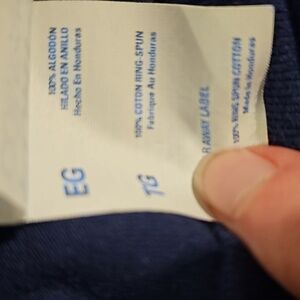 100% ALGODÓN
HILADO EN ANILLO
Hecho En Honduras
EG
100% COTON RING-SPUN
Fabriqué Au Honduras
TG
AWAY LABEL
100% RING SPUN COTTON
Made in Honduras